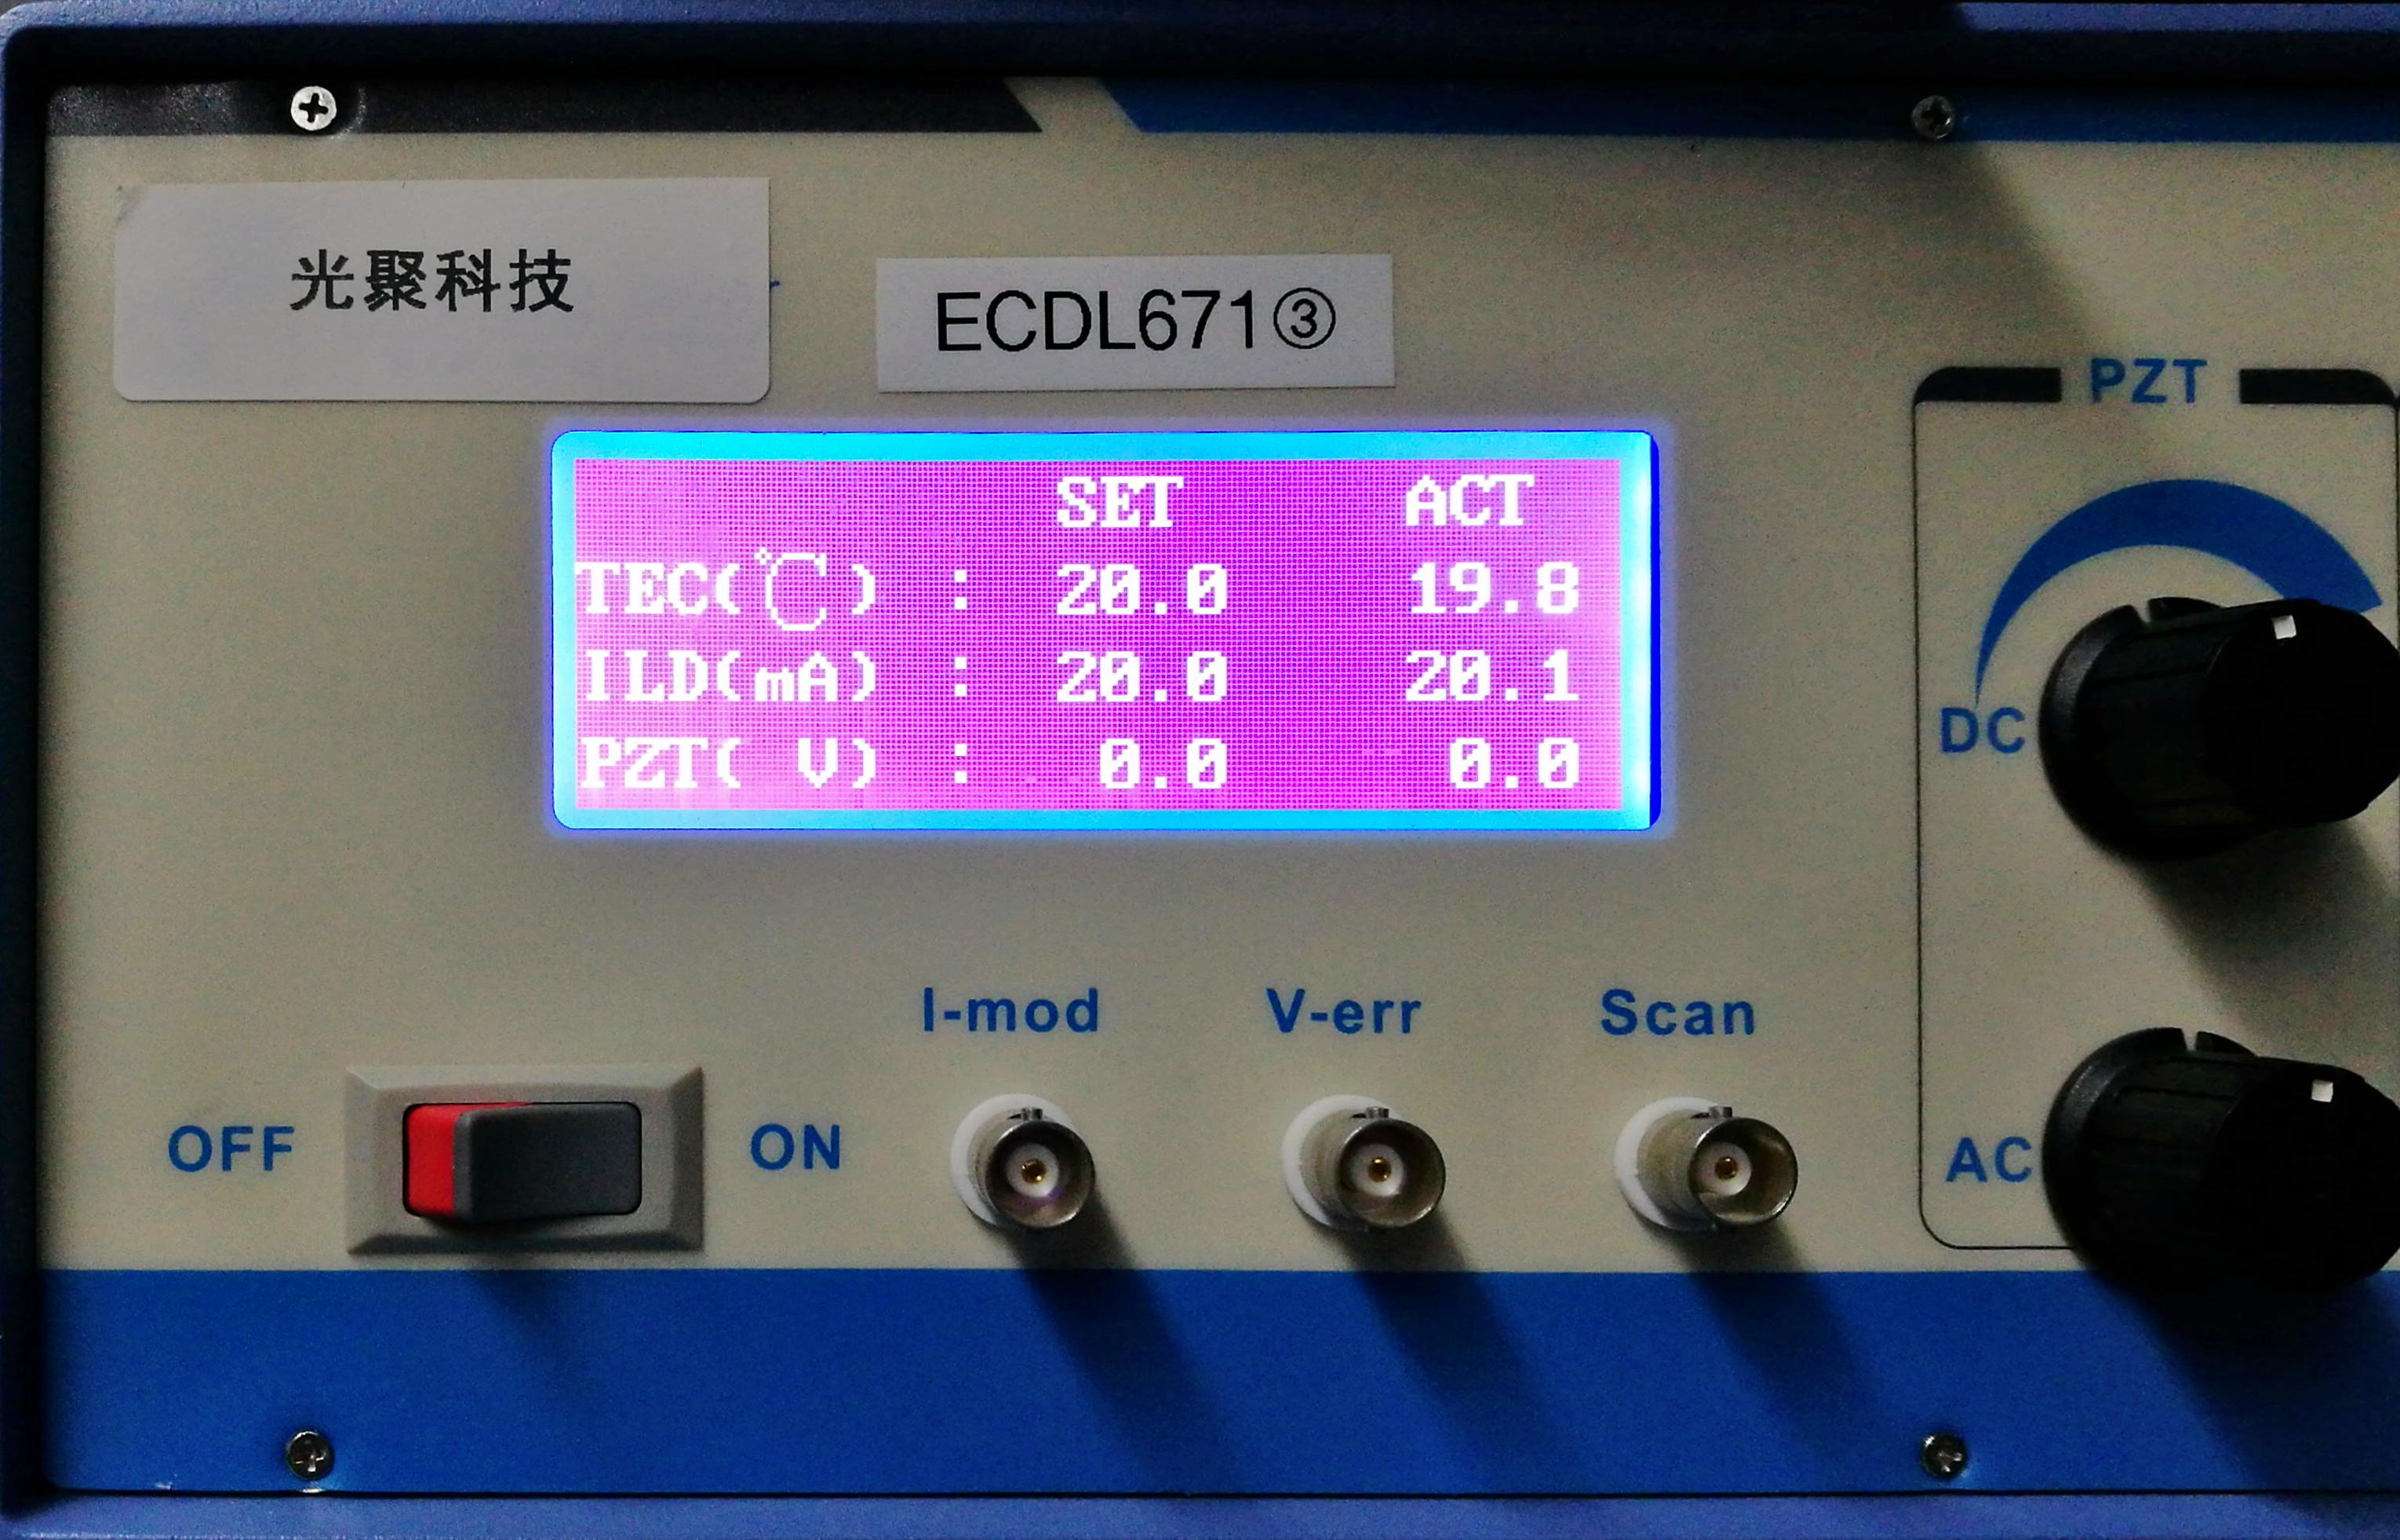 光聚科技
ECDL671③
SET ACT
TEC(℃) : 20.0 19.8
ILD(mA) : 20.0 20.1
PZT( V) : 0.0 0.0
PZT
DC
AC
I-mod V-err Scan
OFF ON